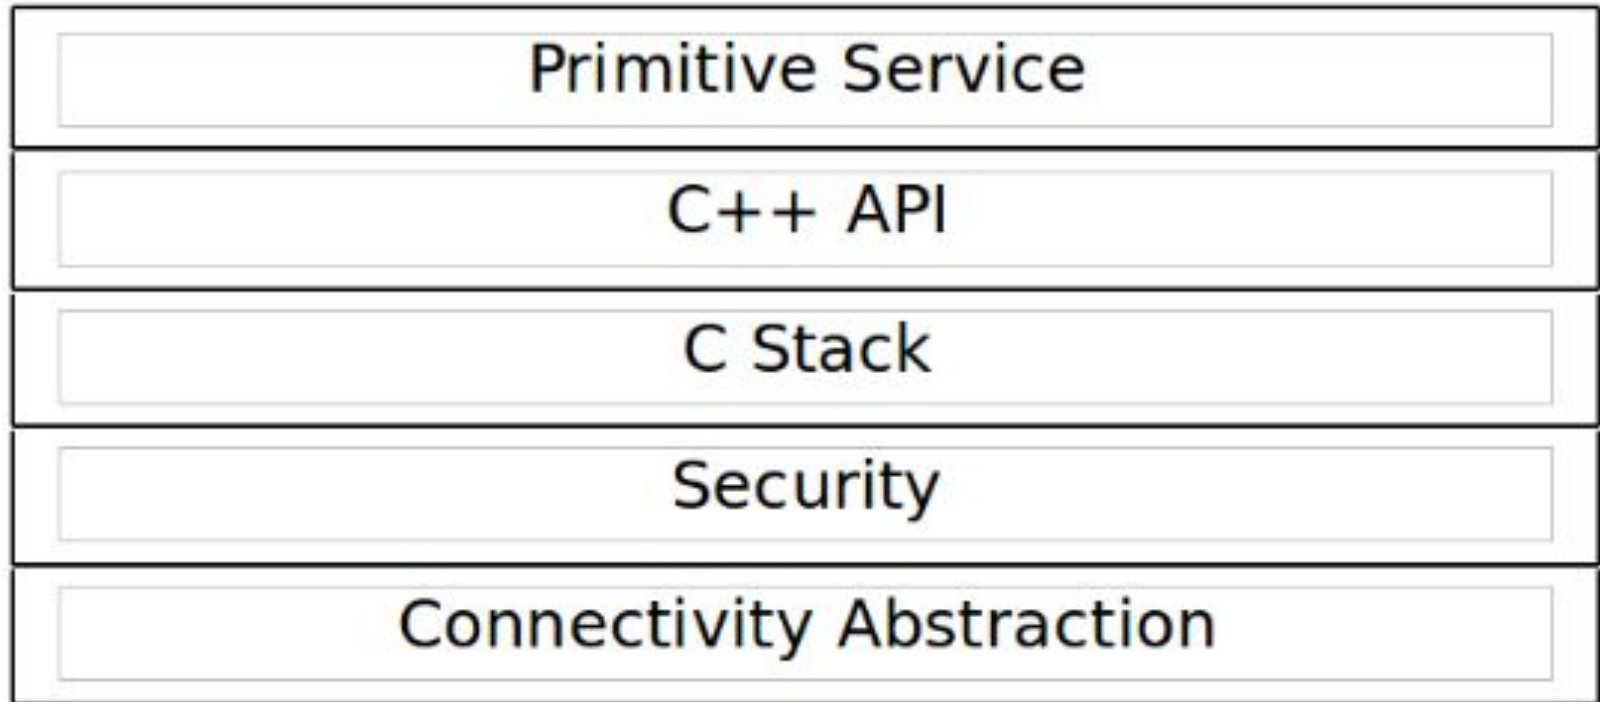 Primitive Service
C++ API
C Stack
Security
Connectivity Abstraction